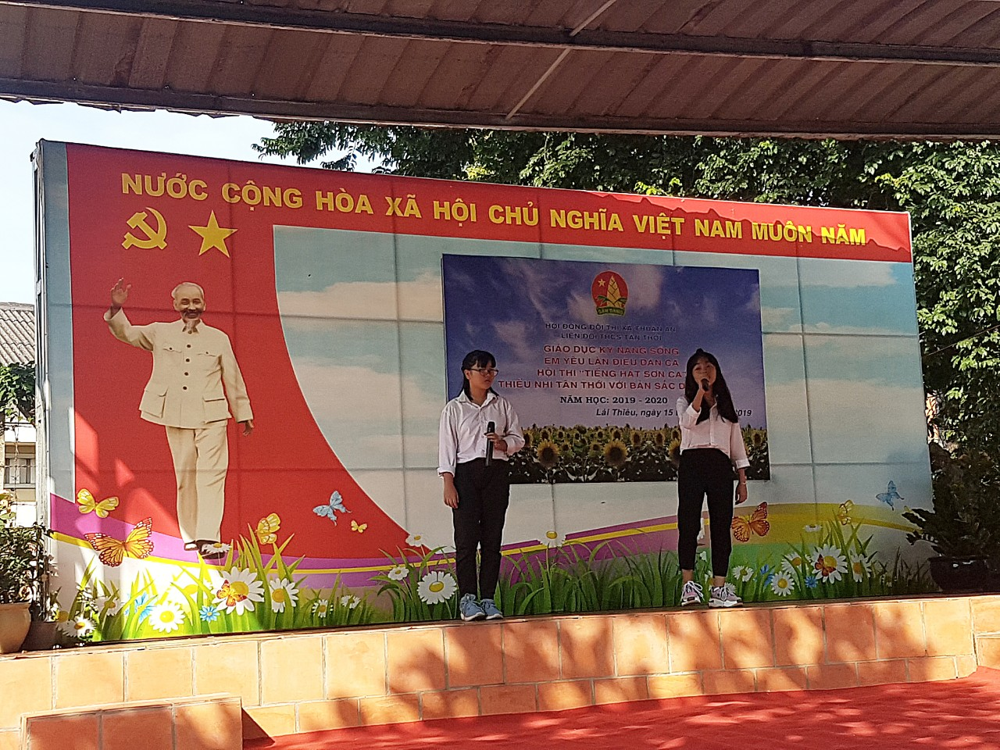 NƯỚC CỘNG HÒA XÃ HỘI CHỦ NGHĨA VIỆT NAM MUÔN NĂM
SẴN SÀNG
HỘI ĐỒNG ĐỘI THỊ XÃ THUẬN AN
LIÊN ĐỘI THCS TÂN THỚI
GIÁO DỤC KỸ NĂNG SỐNG
EM YÊU LÀN ĐIỆU DÂN CA
HỘI THI "TIẾNG HÁT SƠN CA"
THIẾU NHI TÂN THỚI VỚI BẢN SẮC D
NĂM HỌC: 2019 - 2020
Lái Thiêu, ngày 15 2019